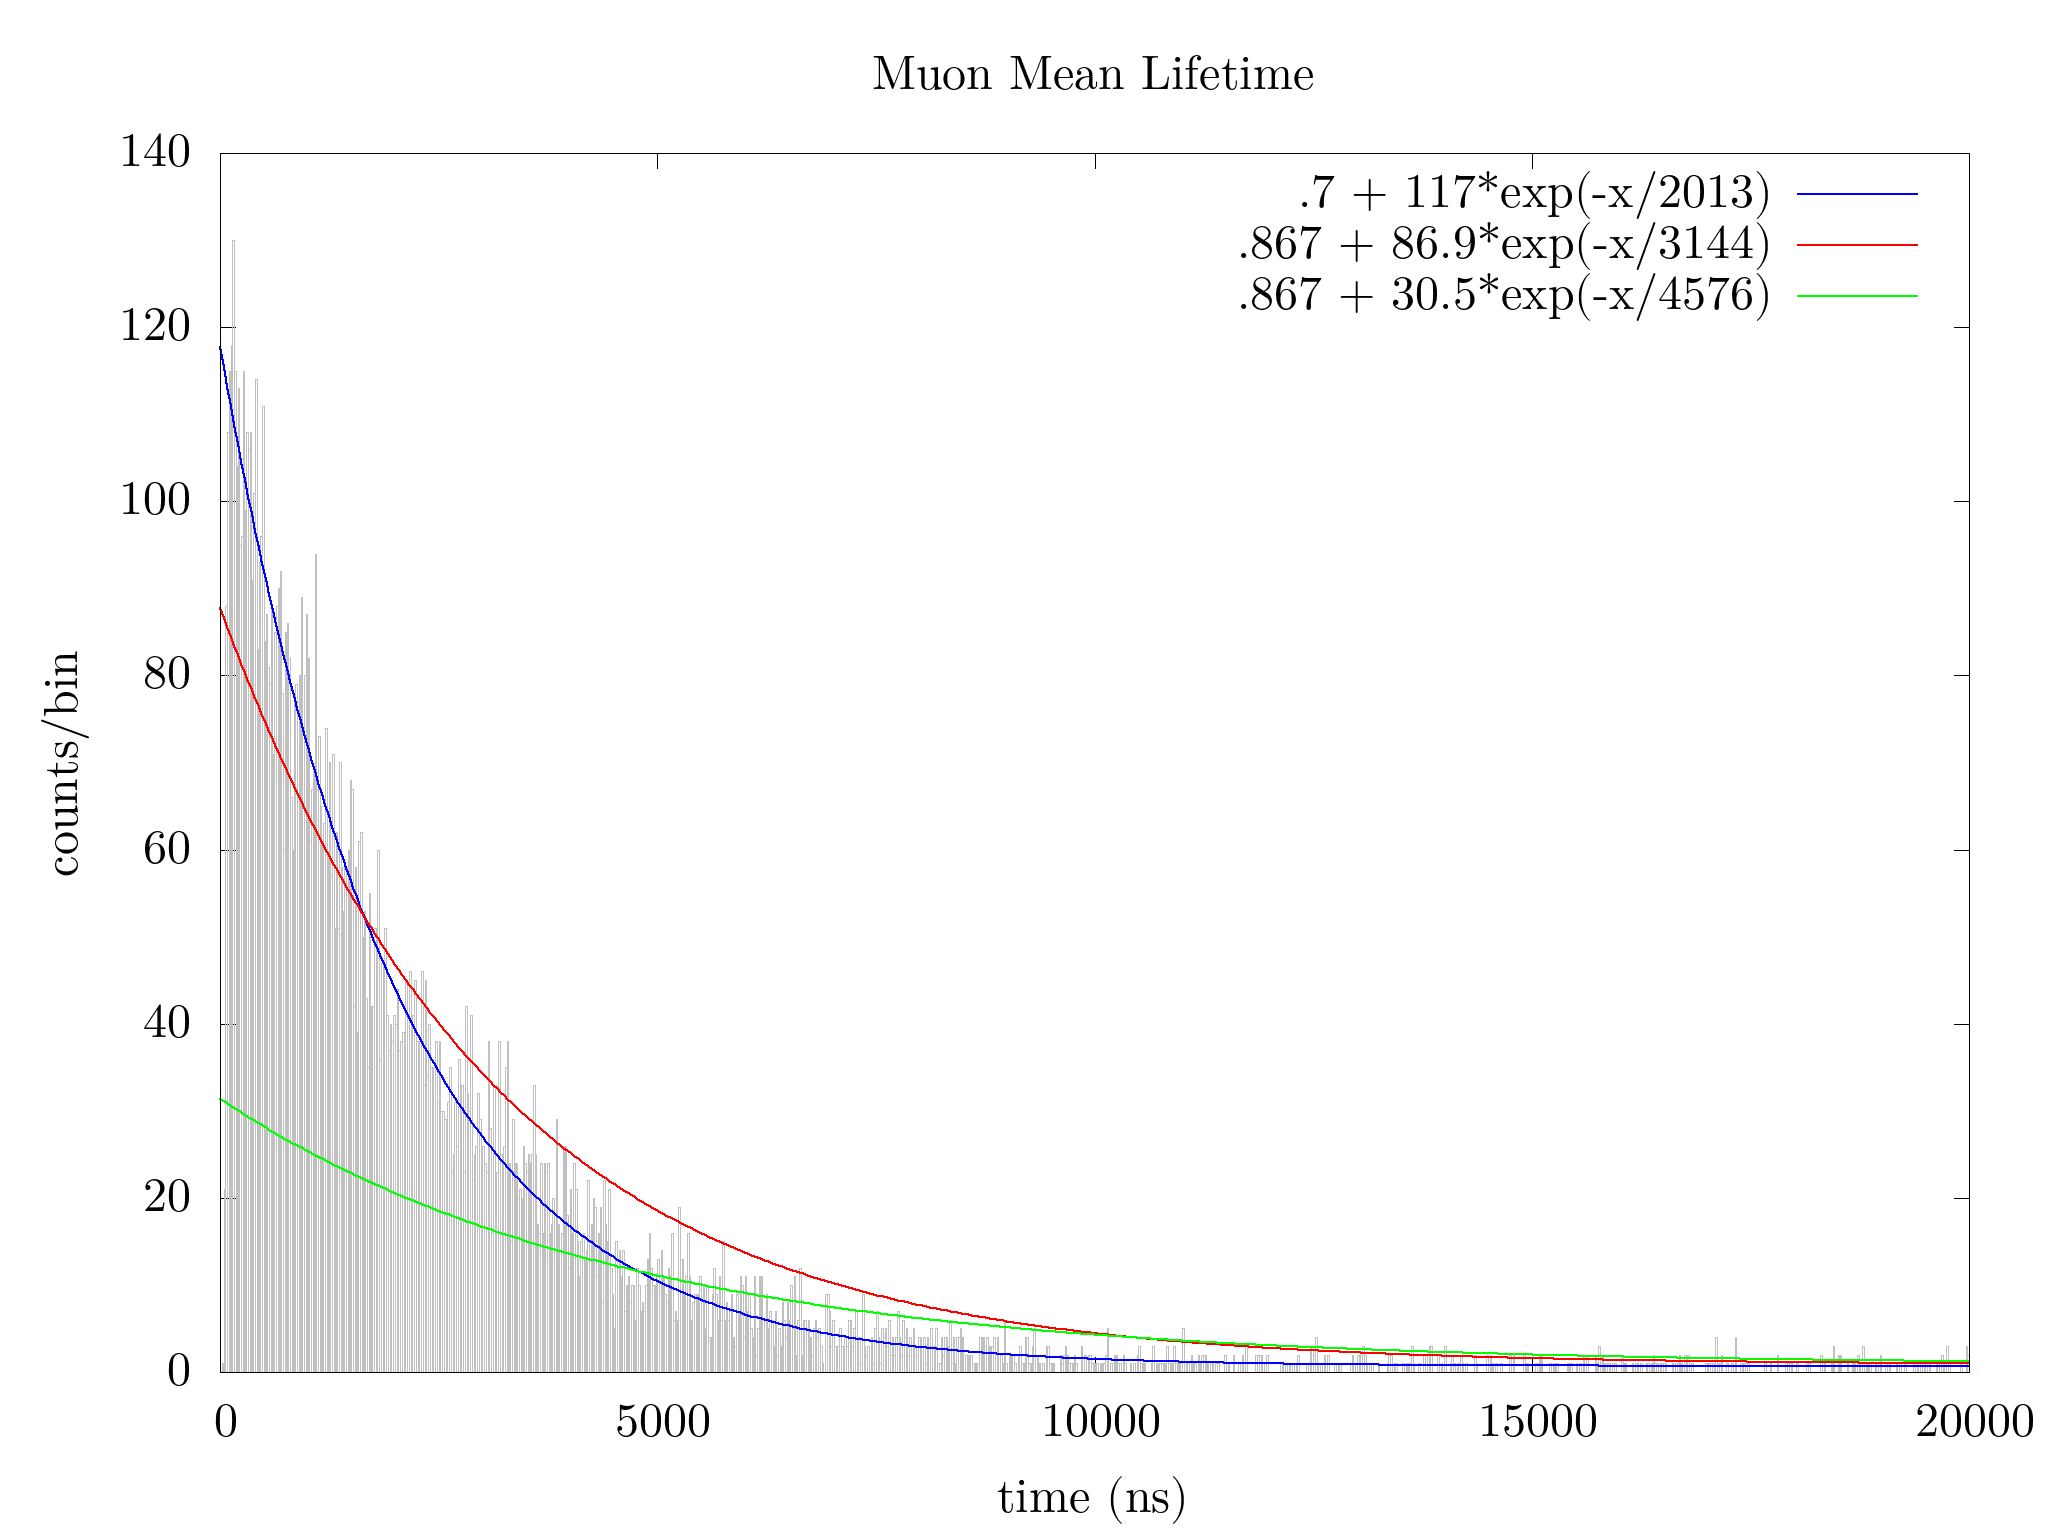 Muon Mean Lifetime
140
120
100
80
60
40
20
0
counts/bin
.7 + 117*exp(-x/2013)
.867 + 86.9*exp(-x/3144)
.867 + 30.5*exp(-x/4576)
0 5000 10000 15000 20000
time (ns)